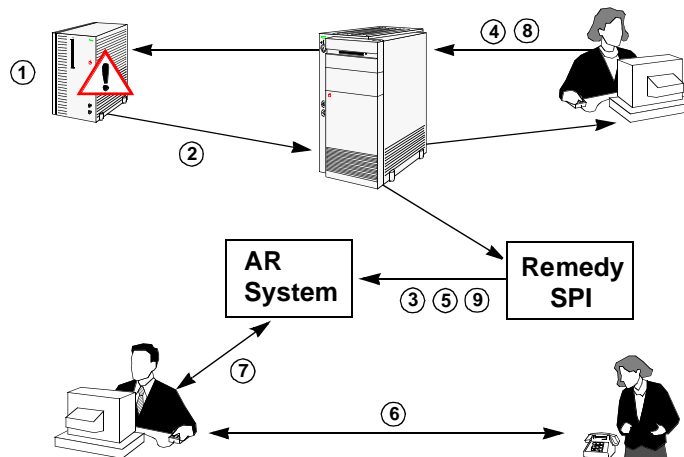 ④ ⑧
①
②
AR
System
Remedy
SPI
③ ⑤ ⑨
⑦
⑥